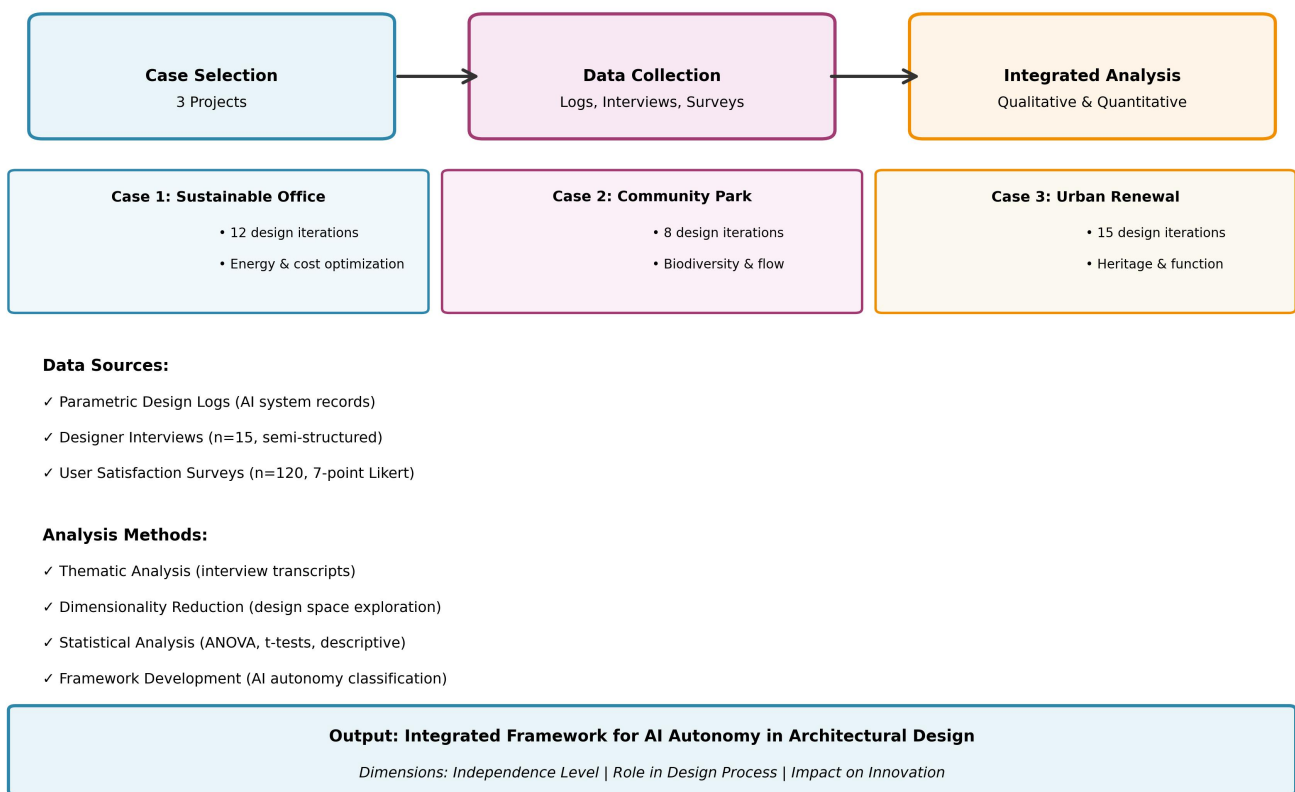 Case Selection
3 Projects
Data Collection
Logs, Interviews, Surveys
Integrated Analysis
Qualitative & Quantitative
Case 1: Sustainable Office
• 12 design iterations
• Energy & cost optimization
Case 2: Community Park
• 8 design iterations
• Biodiversity & flow
Case 3: Urban Renewal
• 15 design iterations
• Heritage & function
Data Sources:
✓ Parametric Design Logs (AI system records)
✓ Designer Interviews (n=15, semi-structured)
✓ User Satisfaction Surveys (n=120, 7-point Likert)
Analysis Methods:
✓ Thematic Analysis (interview transcripts)
✓ Dimensionality Reduction (design space exploration)
✓ Statistical Analysis (ANOVA, t-tests, descriptive)
✓ Framework Development (AI autonomy classification)
Output: Integrated Framework for AI Autonomy in Architectural Design
Dimensions: Independence Level | Role in Design Process | Impact on Innovation